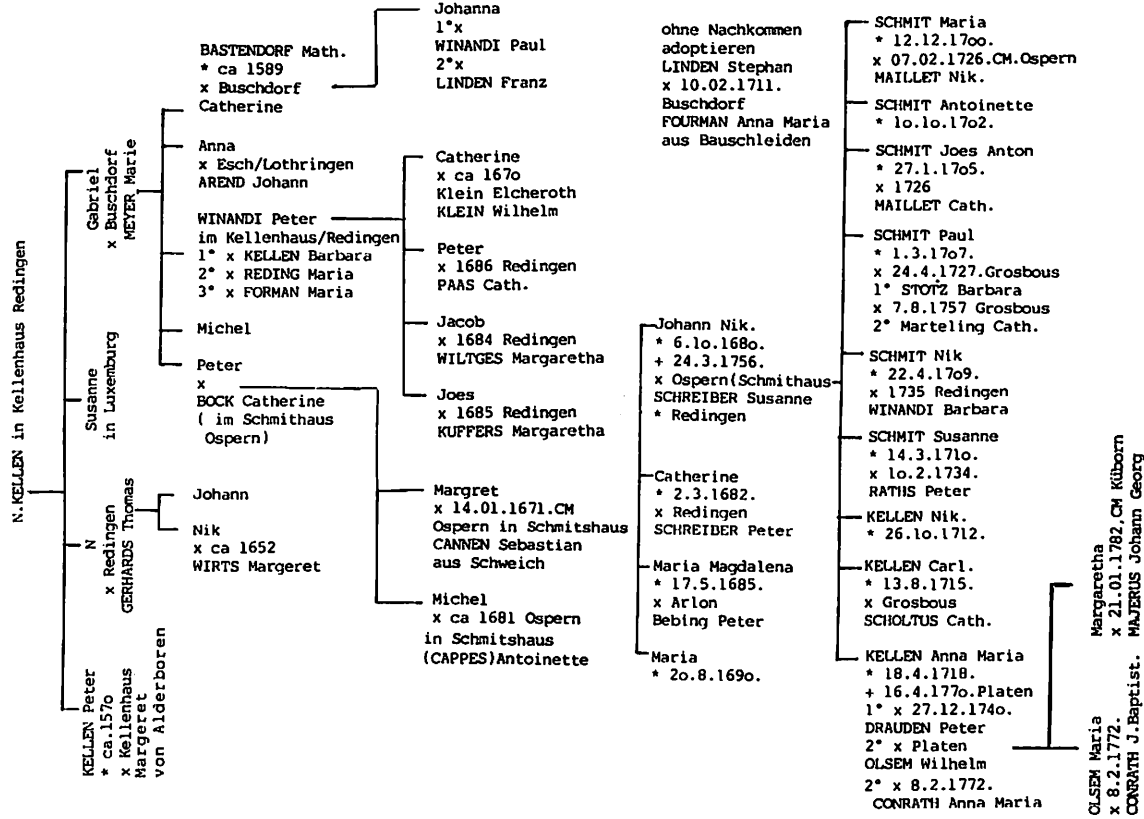 N.KELLEN in Kellenhaus Redingen
Gabriel
x Buschdorf
MEYER Marie
Susanne
in Luxemburg
N
x Redingen
GERHARDS Thomas
KELLEN Peter
* ca.157o
x Kellenhaus
Margeret
von Alderboren
BASTENDORF Math.
* ca 1589
x Buschdorf
Catherine
Anna
x Esch/Lothringen
AREND Johann
WINANDI Peter
im Kellenhaus/Redingen
1° x KELLEN Barbara
2° x REDING Maria
3° x FORMAN Maria
Michel
Peter
x
BOCK Catherine
( im Schmithaus
Ospern)
Johann
Nik
x ca 1652
WIRTS Margeret
Johanna
1°x
WINANDI Paul
2°x
LINDEN Franz
Catherine
x ca 167o
Klein Elcheroth
KLEIN Wilhelm
Peter
x 1686 Redingen
PAAS Cath.
Jacob
x 1684 Redingen
WILTGES Margaretha
Joes
x 1685 Redingen
KUFFERS Margaretha
Margret
x 14.01.1671.CM
Ospern in Schmitshaus
CANNEN Sebastian
aus Schweich
Michel
x ca 1681 Ospern
in Schmitshaus
(CAPPES)Antoinette
ohne Nachkommen
adoptieren
LINDEN Stephan
x 10.02.1711.
Buschdorf
FOURMAN Anna Maria
aus Bauschleiden
Johann Nik.
* 6.1o.168o.
+ 24.3.1756.
x Ospern(Schmithaus
SCHREIBER Susanne
* Redingen
Catherine
* 2.3.1682.
x Redingen
SCHREIBER Peter
Maria Magdalena
* 17.5.1685.
x Arlon
Bebing Peter
Maria
* 2o.8.169o.
SCHMIT Maria
* 12.12.17oo.
x 07.02.1726.CM.Ospern
MAILLET Nik.
SCHMIT Antoinette
* 1o.1o.17o2.
SCHMIT Joes Anton
* 27.1.17o5.
x 1726
MAILLET Cath.
SCHMIT Paul
* 1.3.17o7.
x 24.4.1727.Grosbous
1° STOTZ Barbara
x 7.8.1757 Grosbous
2° Marteling Cath.
SCHMIT Nik
* 22.4.17o9.
x 1735 Redingen
WINANDI Barbara
SCHMIT Susanne
* 14.3.171o.
x 1o.2.1734.
RATHS Peter
KELLEN Nik.
* 26.1o.1712.
KELLEN Carl.
* 13.8.1715.
x Grosbous
SCHOLTUS Cath.
KELLEN Anna Maria
* 18.4.1718.
+ 16.4.177o.Platen
1° x 27.12.174o.
DRAUDEN Peter
2° x Platen
OLSEM Wilhelm
2° x 8.2.1772.
CONRATH Anna Maria
Margaretha
x 21.01.1782.CM Küborn
MAJERUS Johann Georg
OLSEM Maria
x 8.2.1772.
CONRATH J.Baptist.